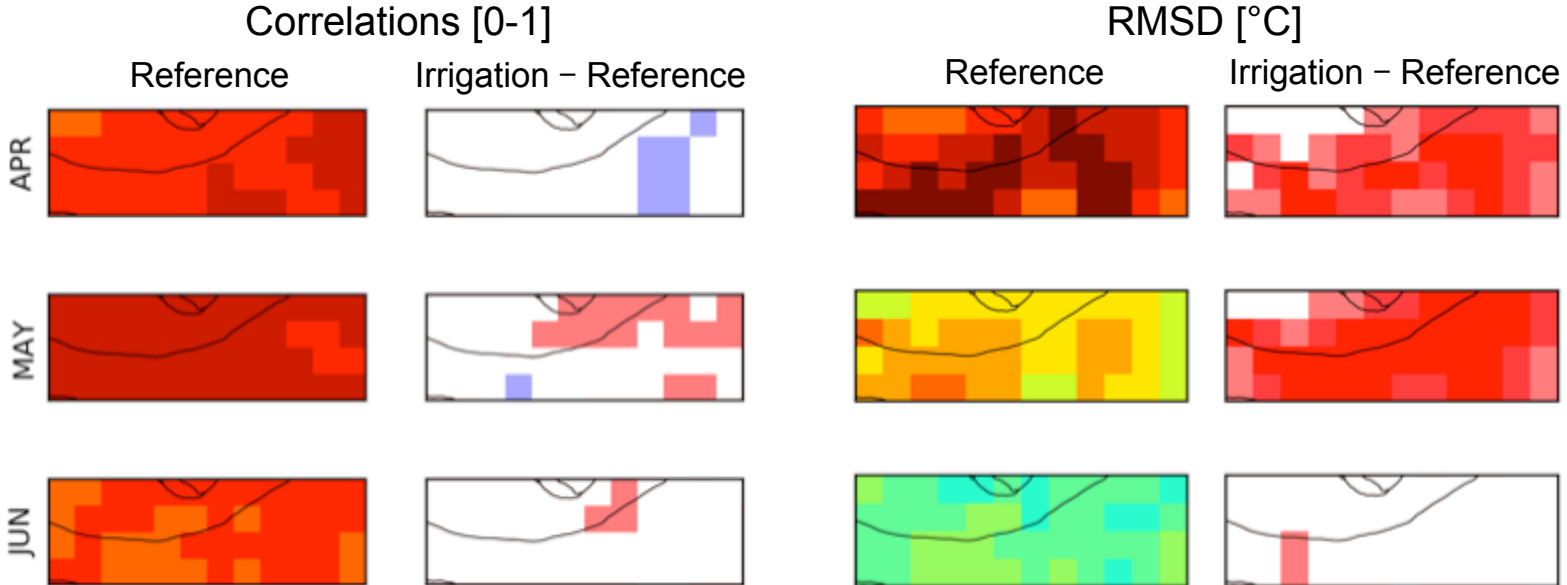 Correlations [0-1]
RMSD [°C]
Reference
Irrigation – Reference
Reference
Irrigation – Reference
APR
MAY
JUN